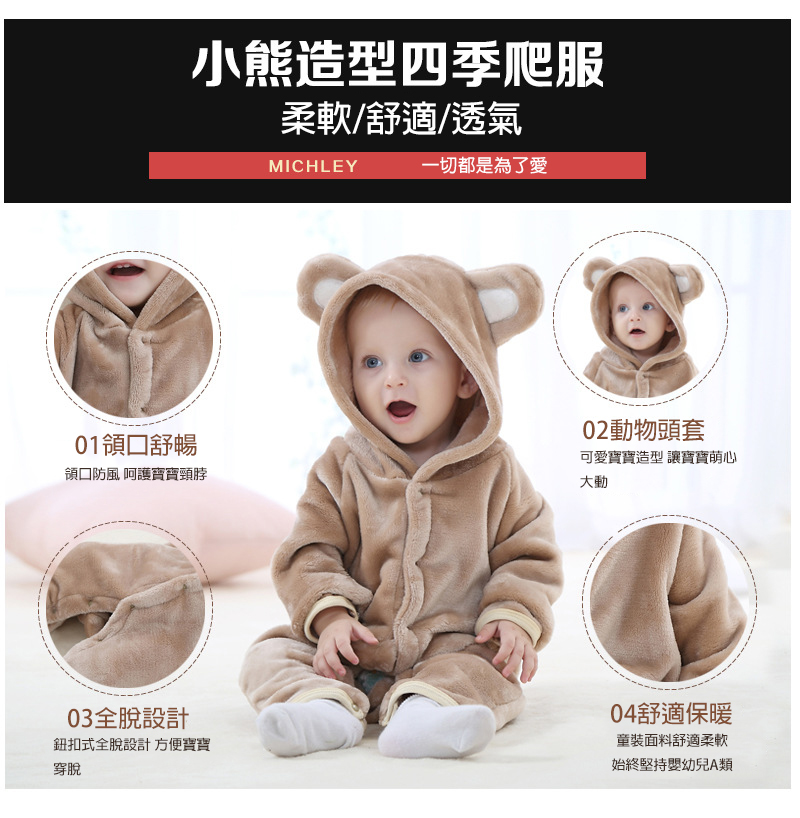 小熊造型四季爬服
柔軟/舒適/透氣
MICHLEY 一切都是為了愛
01領口舒暢
領口防風 呵護寶寶頸脖
02動物頭套
可愛寶寶造型 讓寶寶萌心
大動
03全脫設計
鈕扣式全脫設計 方便寶寶
穿脫
04舒適保暖
童裝面料舒適柔軟
始終堅持嬰幼兒A類